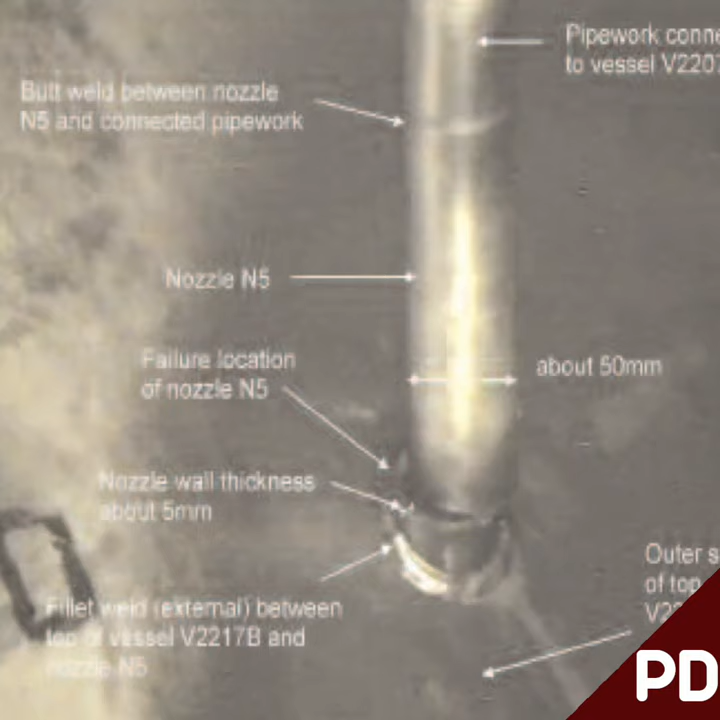 Pipework
to vessel
Butt weld between nozzle
N5 and connected pipework
Nozzle N5
Failure location
of nozzle N5
about 50mm
Nozzle wall thickness
about 5mm
Outer
of top
Fillet weld (external) between
top of vessel V2217B and
nozzle N5
PD